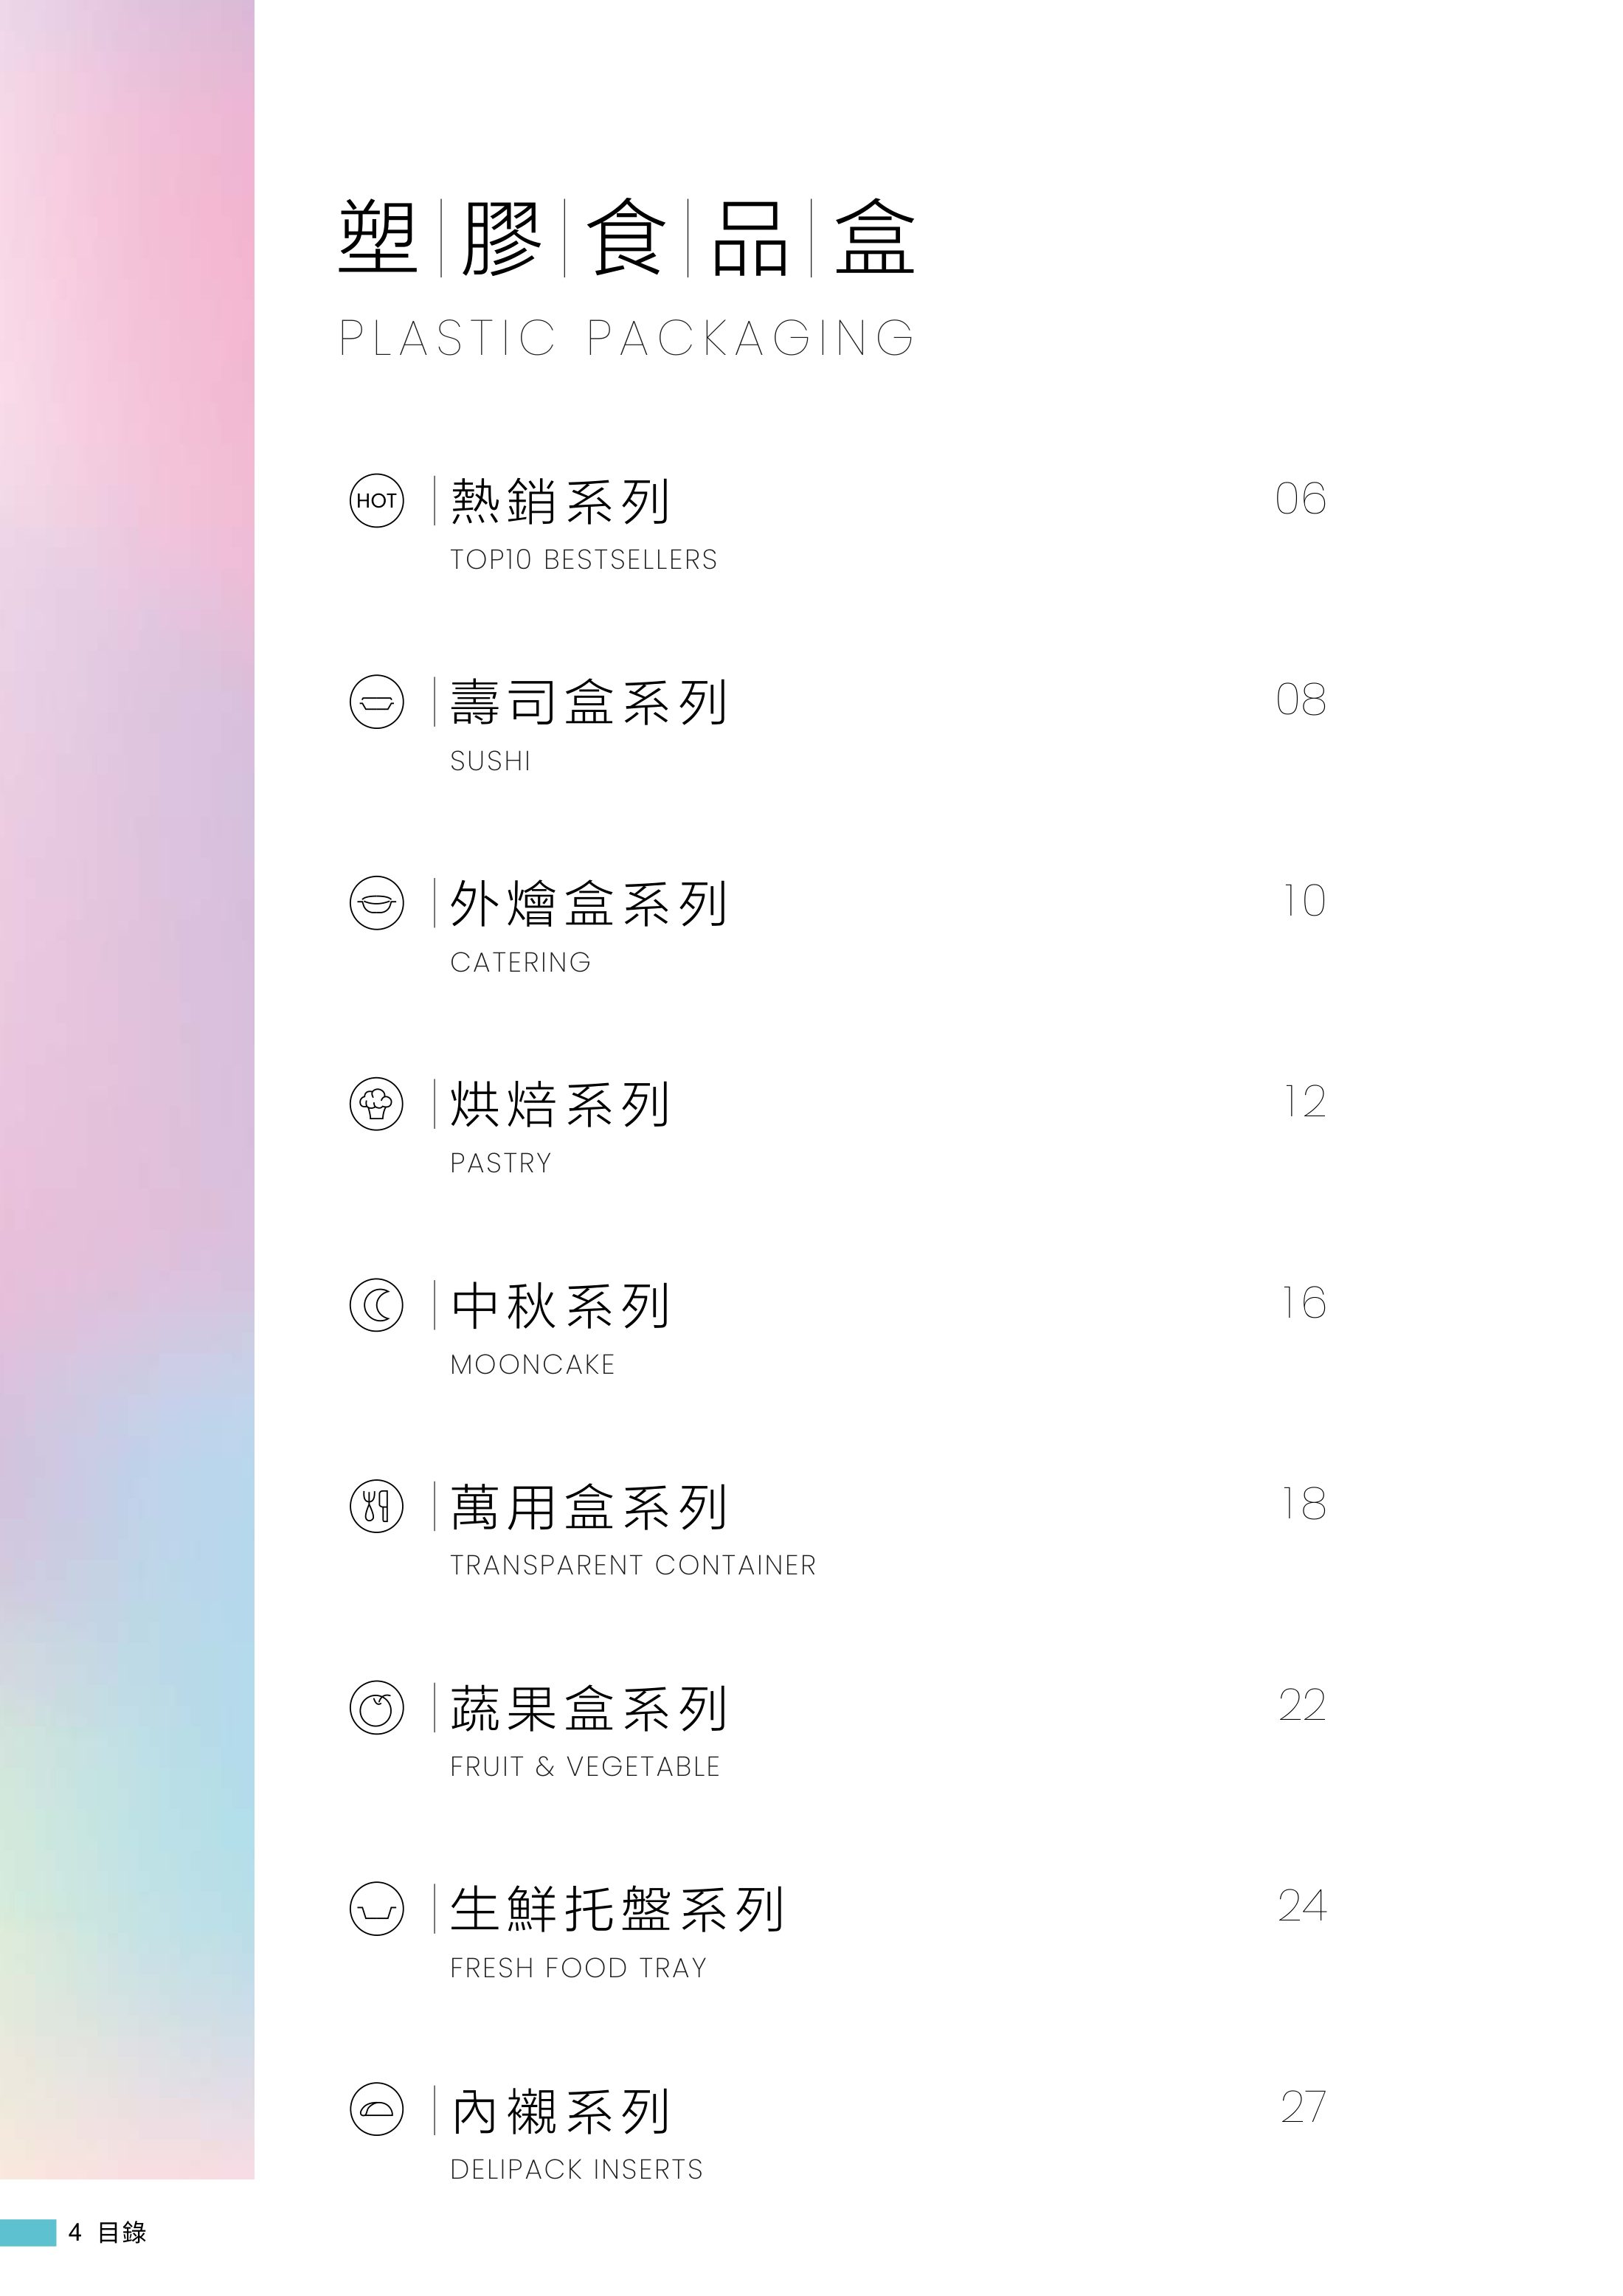 塑膠食品盒
PLASTIC PACKAGING
HOT 熱銷系列 06
TOP10 BESTSELLERS
壽司盒系列 08
SUSHI
外燴盒系列 10
CATERING
烘焙系列 12
PASTRY
中秋系列 16
MOONCAKE
萬用盒系列 18
TRANSPARENT CONTAINER
蔬果盒系列 22
FRUIT & VEGETABLE
生鮮托盤系列 24
FRESH FOOD TRAY
內襯系列 27
DELIPACK INSERTS
4 目錄